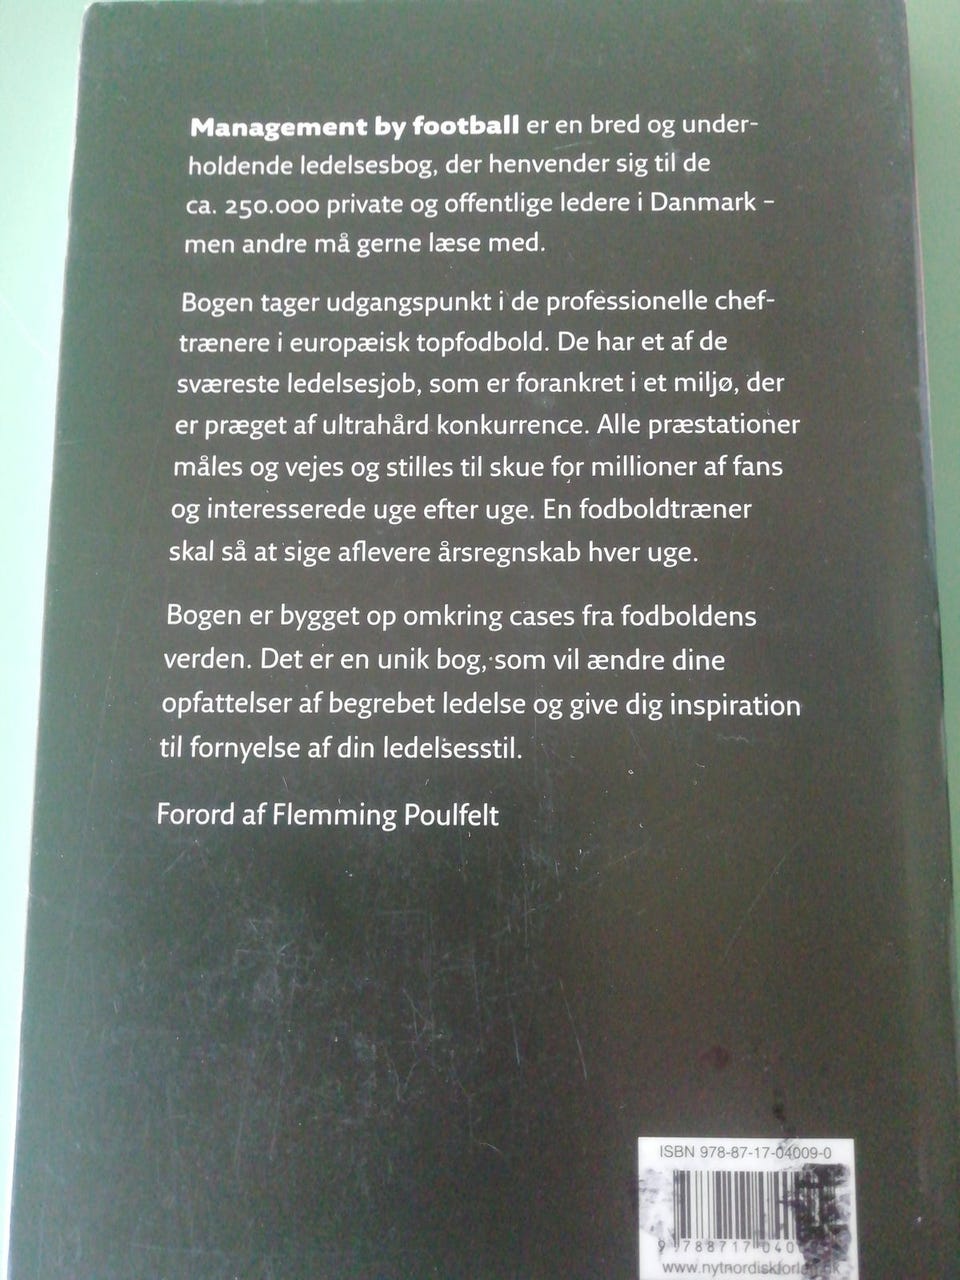 Management by football er en bred og under-
holdende ledelsesbog, der henvender sig til de
ca. 250.000 private og offentlige ledere i Danmark –
men andre må gerne læse med.
Bogen tager udgangspunkt i de professionelle chef-
trænere i europæisk topfodbold. De har et af de
sværeste ledelsesjob, som er forankret i et miljø, der
er præget af ultrahård konkurrence. Alle præstationer
måles og vejes og stilles til skue for millioner af fans
og interesserede uge efter uge. En fodboldtræner
skal så at sige aflevere årsregnskab hver uge.
Bogen er bygget op omkring cases fra fodboldens
verden. Det er en unik bog, som vil ændre dine
opfattelser af begrebet ledelse og give dig inspiration
til fornyelse af din ledelsesstil.
Forord af Flemming Poulfelt
ISBN 978-87-17-04009-0
9 788717 040